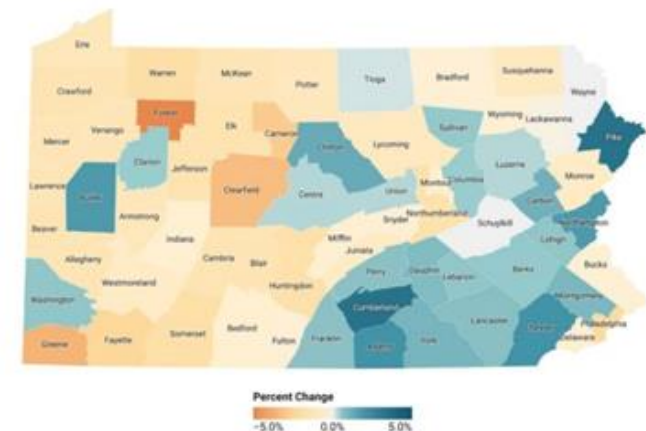 Erie
Warren
McKean
Potter
Tioga
Bradford
Susquehanna
Wayne
Crawford
Forest
Elk
Cameron
Clinton
Lycoming
Sullivan
Wyoming
Lackawanna
Pike
Mercer
Venango
Clarion
Jefferson
Clearfield
Centre
Union
Montour
Columbia
Luzerne
Monroe
Lawrence
Butler
Armstrong
Indiana
Snyder
Northumberland
Schuylkill
Carbon
Northampton
Beaver
Allegheny
Westmoreland
Cambria
Blair
Huntingdon
Mifflin
Juniata
Perry
Dauphin
Lebanon
Berks
Lehigh
Bucks
Washington
Cumberland
Lancaster
Montgomery
Philadelphia
Greene
Fayette
Somerset
Bedford
Fulton
Franklin
Adams
York
Chester
Delaware
Percent Change
−5.0% 0.0% 5.0%